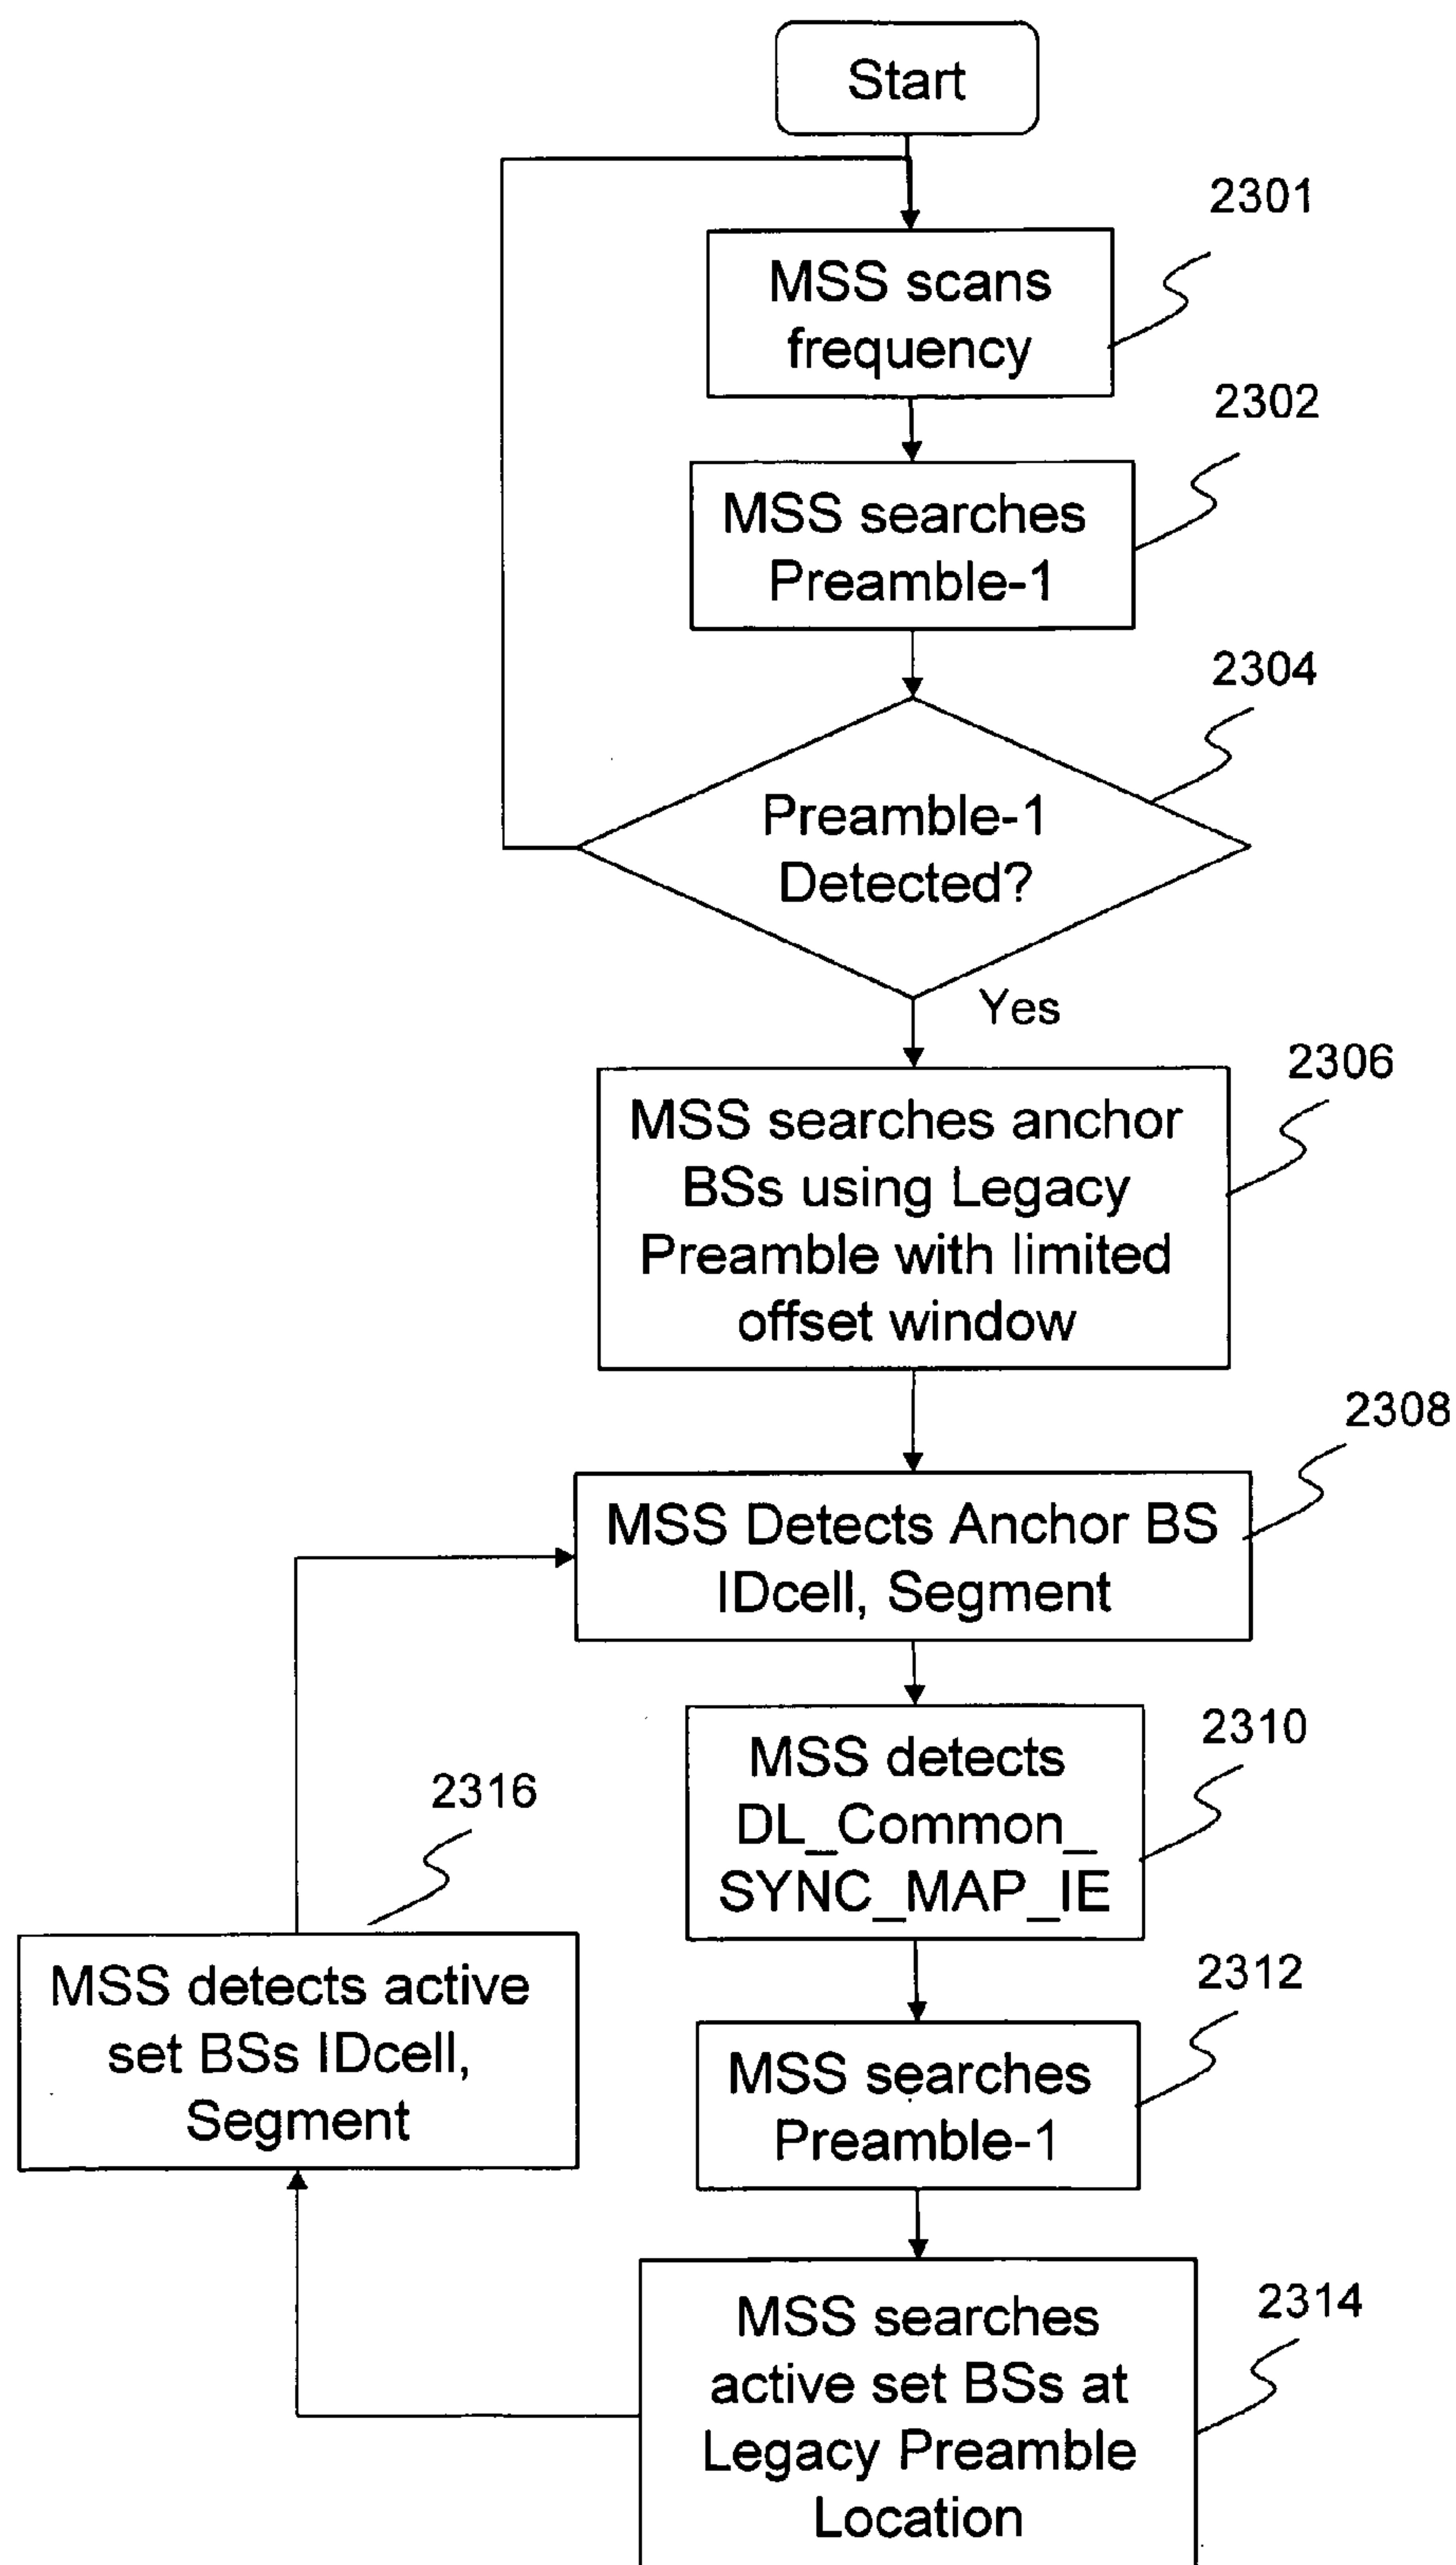 Start
2301
MSS scans
frequency
2302
MSS searches
Preamble-1
2304
Preamble-1
Detected?
Yes
2306
MSS searches anchor
BSs using Legacy
Preamble with limited
offset window
2308
MSS Detects Anchor BS
IDcell, Segment
2310
MSS detects
DL_Common_
SYNC_MAP_IE
2316
MSS detects active
set BSs IDcell,
Segment
2312
MSS searches
Preamble-1
2314
MSS searches
active set BSs at
Legacy Preamble
Location